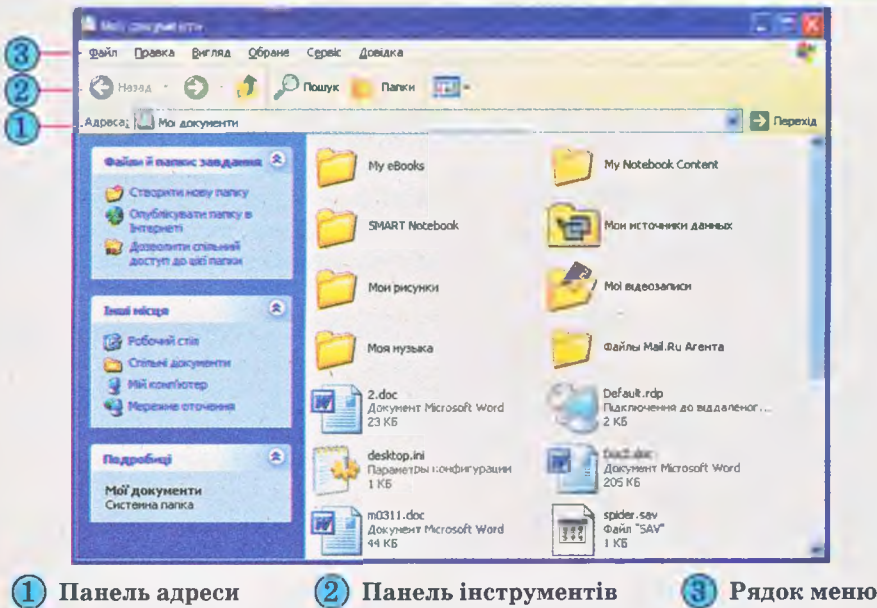 Мої документи
3
Файл Правка Вигляд Обране Сервіс Довідка
2
Назад Пошук Папки
1
Адреса: Мої документи Перехід
Файли й папки: завдання
Створити нову папку
Опублікувати папку в
Інтернеті
Дозволити спільний
доступ до цієї папки
Інші місця
Робочий стіл
Спільні документи
Мій комп'ютер
Мережне оточення
Подробиці
Мої документи
Системна папка
My eBooks
My Notebook Content
SMART Notebook
Мои источники данных
Мои рисунки
Мої відеозаписи
Моя музыка
Файлы Mail.Ru Агента
2.doc
Документ Microsoft Word
23 КБ
Default.rdp
Підключення до віддаленог...
2 КБ
desktop.ini
Параметры конфигурации
1 КБ
Документ Microsoft Word
205 КБ
m0311.doc
Документ Microsoft Word
44 КБ
spider.sav
Файл "SAV"
1 КБ
1 Панель адреси 2 Панель інструментів 3 Рядок меню